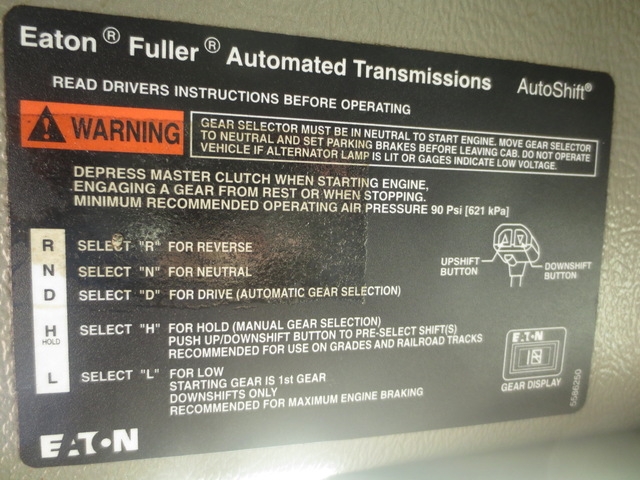 Eaton® Fuller® Automated Transmissions AutoShift®
READ DRIVERS INSTRUCTIONS BEFORE OPERATING
WARNING
GEAR SELECTOR MUST BE IN NEUTRAL TO START ENGINE. MOVE GEAR SELECTOR
TO NEUTRAL AND SET PARKING BRAKES BEFORE LEAVING CAB. DO NOT OPERATE
VEHICLE IF ALTERNATOR LAMP IS LIT OR GAGES INDICATE LOW VOLTAGE.
DEPRESS MASTER CLUTCH WHEN STARTING ENGINE,
ENGAGING A GEAR FROM REST OR WHEN STOPPING.
MINIMUM RECOMMENDED OPERATING AIR PRESSURE 90 Psi [621 kPa]
R SELECT "R" FOR REVERSE
N SELECT "N" FOR NEUTRAL
D SELECT "D" FOR DRIVE (AUTOMATIC GEAR SELECTION)
H SELECT "H" FOR HOLD (MANUAL GEAR SELECTION)
HOLD PUSH UP/DOWNSHIFT BUTTON TO PRE-SELECT SHIFT(S)
RECOMMENDED FOR USE ON GRADES AND RAILROAD TRACKS
L SELECT "L" FOR LOW
STARTING GEAR IS 1st GEAR
DOWNSHIFTS ONLY
RECOMMENDED FOR MAXIMUM ENGINE BRAKING
UPSHIFT
BUTTON
DOWNSHIFT
BUTTON
EATON
N
GEAR DISPLAY
5586250
EATON